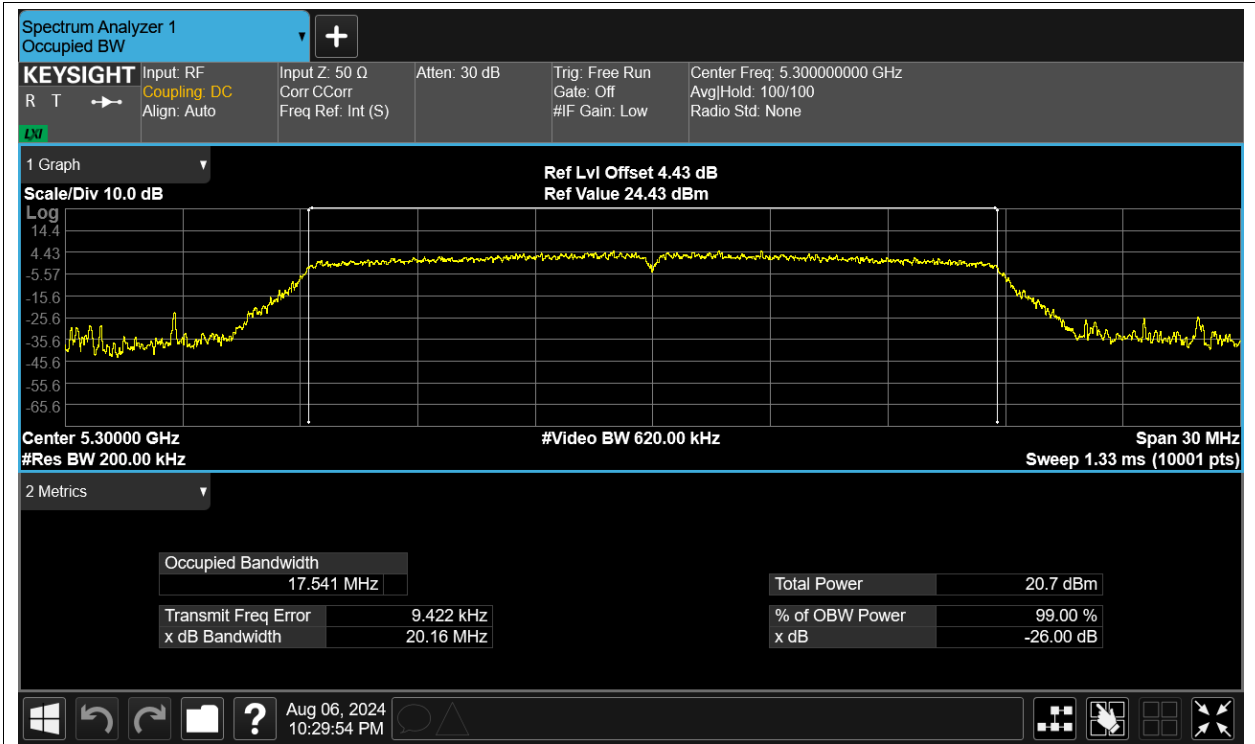 Spectrum Analyzer 1
Occupied BW
KEYSIGHT
R T
LXI
Input: RF
Coupling: DC
Align: Auto
Input Z: 50 Ω
Corr CCorr
Freq Ref: Int (S)
Atten: 30 dB
Trig: Free Run
Gate: Off
#IF Gain: Low
Center Freq: 5.300000000 GHz
Avg|Hold: 100/100
Radio Std: None
1 Graph
Scale/Div 10.0 dB
Ref Lvl Offset 4.43 dB
Ref Value 24.43 dBm
Log
14.4
4.43
-5.57
-15.6
-25.6
-35.6
-45.6
-55.6
-65.6
Center 5.30000 GHz
#Video BW 620.00 kHz
Span 30 MHz
#Res BW 200.00 kHz
Sweep 1.33 ms (10001 pts)
2 Metrics
Occupied Bandwidth
17.541 MHz
Total Power 20.7 dBm
Transmit Freq Error 9.422 kHz
% of OBW Power 99.00 %
x dB Bandwidth 20.16 MHz
x dB -26.00 dB
?
Aug 06, 2024
10:29:54 PM